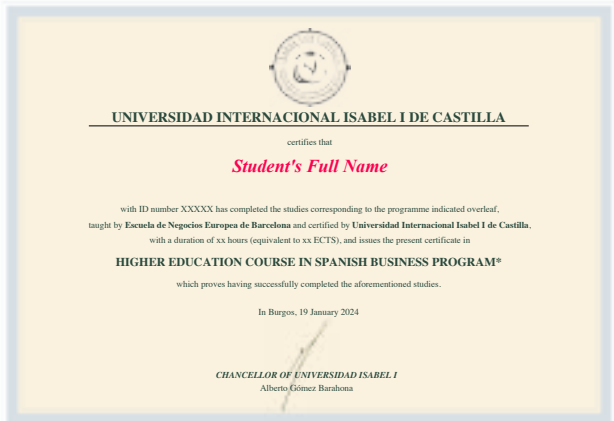 UNIVERSIDAD INTERNACIONAL ISABEL I DE CASTILLA
certifies that
Student's Full Name
with ID number XXXXX has completed the studies corresponding to the programme indicated overleaf,
taught by Escuela de Negocios Europea de Barcelona and certified by Universidad Internacional Isabel I de Castilla,
with a duration of xx hours (equivalent to xx ECTS), and issues the present certificate in
HIGHER EDUCATION COURSE IN SPANISH BUSINESS PROGRAM*
which proves having successfully completed the aforementioned studies.
In Burgos, 19 January 2024
CHANCELLOR OF UNIVERSIDAD ISABEL I
Alberto Gómez Barahona